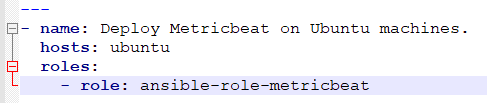 ---
- name: Deploy Metricbeat on Ubuntu machines.
  hosts: ubuntu
  roles:
    - role: ansible-role-metricbeat